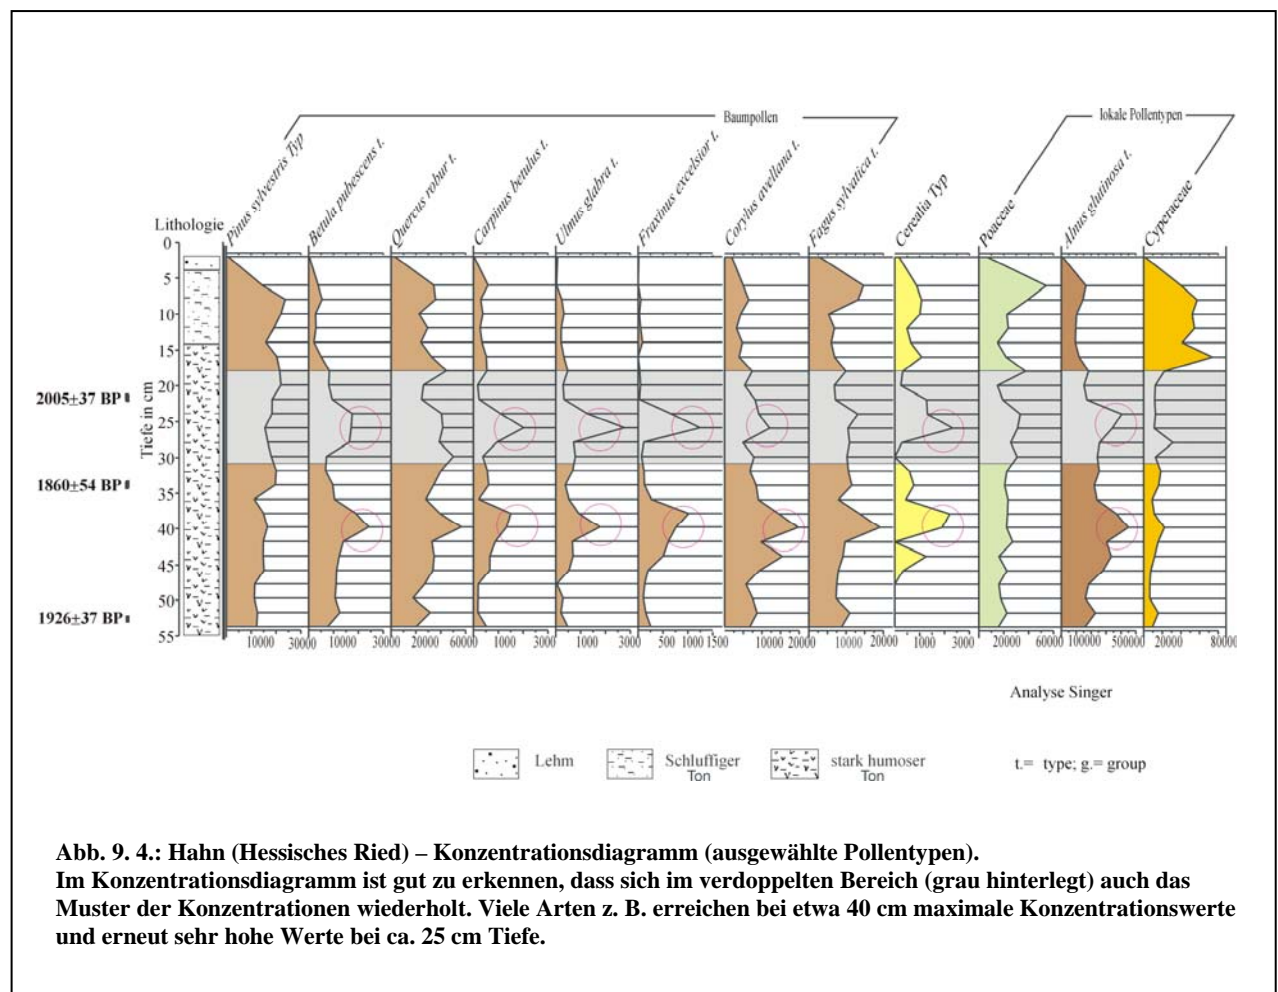 Baumpollen
lokale Pollentypen
Lithologie
Pinus sylvestris Typ
Betula pubescens t.
Quercus robur t.
Carpinus betulus t.
Ulmus glabra t.
Fraxinus excelsior t.
Corylus avellana t.
Fagus sylvatica t.
Cerealia Typ
Poaceae
Alnus glutinosa t.
Cyperaceae
Tiefe in cm
0
5
10
15
20
25
30
35
40
45
50
55
2005±37 BP
1860±54 BP
1926±37 BP
10000 30000
10000 30000
20000 60000
1000 3000
1000 3000
500 1000 1500
10000 20000
10000 20000
1000 3000
20000 60000
100000 500000
20000 80000
Analyse Singer
Lehm
Schluffiger
Ton
stark humoser
Ton
t.= type; g.= group
Abb. 9. 4.: Hahn (Hessisches Ried) – Konzentrationsdiagramm (ausgewählte Pollentypen).
Im Konzentrationsdiagramm ist gut zu erkennen, dass sich im verdoppelten Bereich (grau hinterlegt) auch das
Muster der Konzentrationen wiederholt. Viele Arten z. B. erreichen bei etwa 40 cm maximale Konzentrationswerte
und erneut sehr hohe Werte bei ca. 25 cm Tiefe.